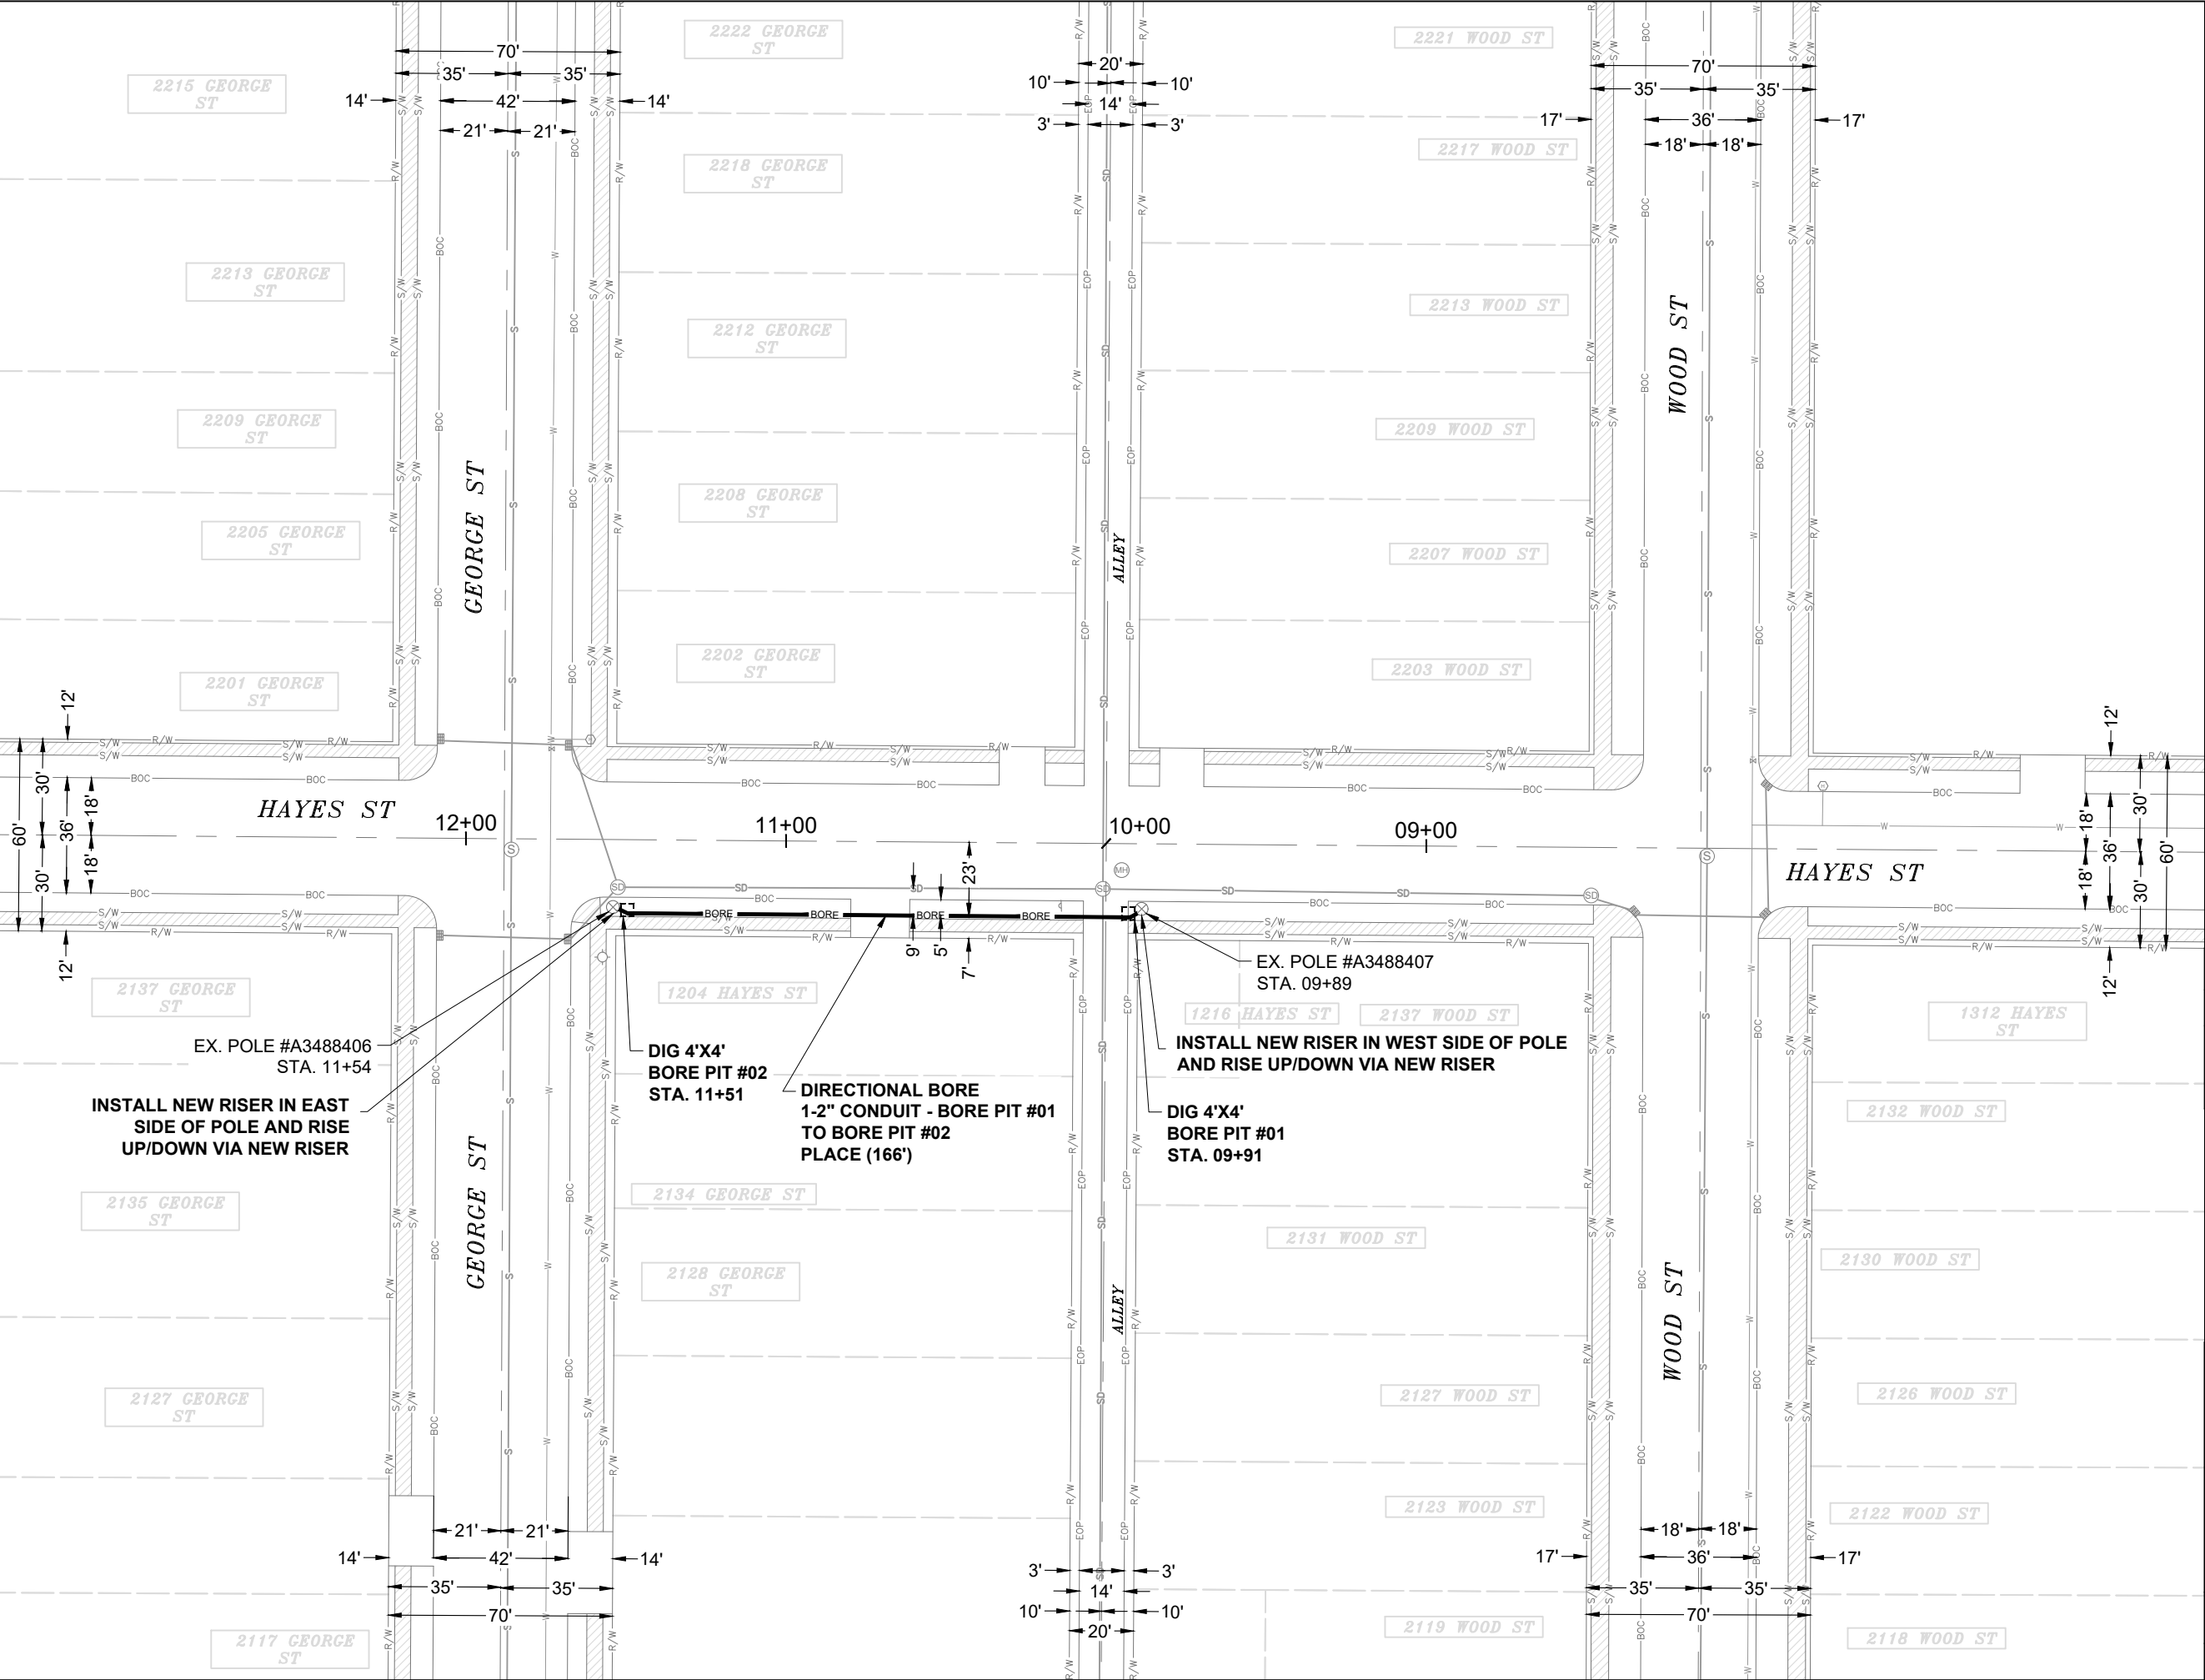 70'
35'
35'
14'
42'
14'
21'
21'
20'
10'
10'
14'
3'
3'
70'
35'
35'
17'
36'
17'
18'
18'
2215 GEORGE
ST
2222 GEORGE
ST
2221 WOOD ST
2218 GEORGE
ST
2217 WOOD ST
2213 GEORGE
ST
2212 GEORGE
ST
2213 WOOD ST
2209 GEORGE
ST
2209 WOOD ST
2208 GEORGE
ST
2205 GEORGE
ST
2207 WOOD ST
2202 GEORGE
ST
2203 WOOD ST
2201 GEORGE
ST
GEORGE ST
ALLEY
WOOD ST
12'
60'
30'
30'
36'
18'
18'
12'
HAYES ST
12+00
11+00
10+00
09+00
HAYES ST
12'
18'
18'
36'
30'
30'
60'
12'
S
SD
SD
MH
SD
S
SD
SD
SD
SD
BORE
BORE
BORE
BORE
23'
9'
5'
7'
BOC
S/W
R/W
EOP
W
2137 GEORGE
ST
1204 HAYES ST
1216 HAYES ST
2137 WOOD ST
1312 HAYES
ST
EX. POLE #A3488406
STA. 11+54
INSTALL NEW RISER IN EAST
SIDE OF POLE AND RISE
UP/DOWN VIA NEW RISER
DIG 4'X4'
BORE PIT #02
STA. 11+51
DIRECTIONAL BORE
1-2" CONDUIT - BORE PIT #01
TO BORE PIT #02
PLACE (166')
EX. POLE #A3488407
STA. 09+89
INSTALL NEW RISER IN WEST SIDE OF POLE
AND RISE UP/DOWN VIA NEW RISER
DIG 4'X4'
BORE PIT #01
STA. 09+91
2132 WOOD ST
2135 GEORGE
ST
2134 GEORGE ST
2131 WOOD ST
2130 WOOD ST
2128 GEORGE
ST
GEORGE ST
ALLEY
WOOD ST
2127 GEORGE
ST
2127 WOOD ST
2126 WOOD ST
2123 WOOD ST
2122 WOOD ST
2117 GEORGE
ST
2119 WOOD ST
2118 WOOD ST
21'
21'
14'
42'
14'
35'
35'
70'
3'
3'
14'
10'
10'
20'
18'
18'
17'
36'
17'
35'
35'
70'